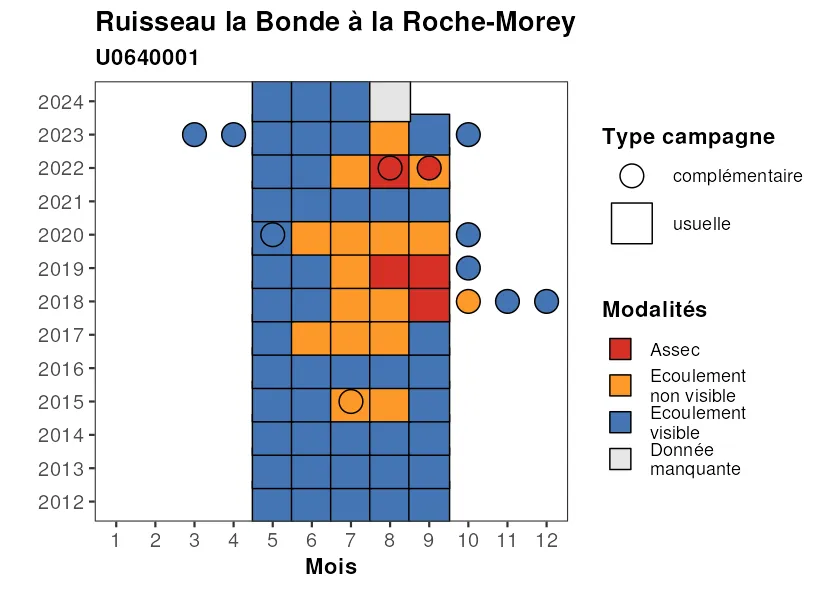 Ruisseau la Bonde à la Roche-Morey
U0640001
2024
2023
2022
2021
2020
2019
2018
2017
2016
2015
2014
2013
2012
1 2 3 4 5 6 7 8 9 10 11 12
Mois
Type campagne
complémentaire
usuelle
Modalités
Assec
Ecoulement
non visible
Ecoulement
visible
Donnée
manquante